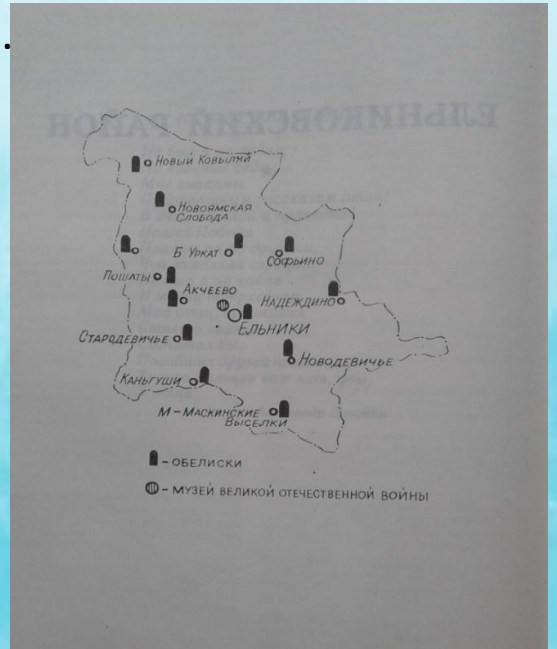 Новый Ковыляй
Новоямская
Слобода
Б Уркат
Софьино
Пошаты
Акчеево
Надеждино
Ельники
Стародевичье
Новодевичье
Каньгуши
М-Маскинские
Выселки
- обелиски
- музей Великой Отечественной войны